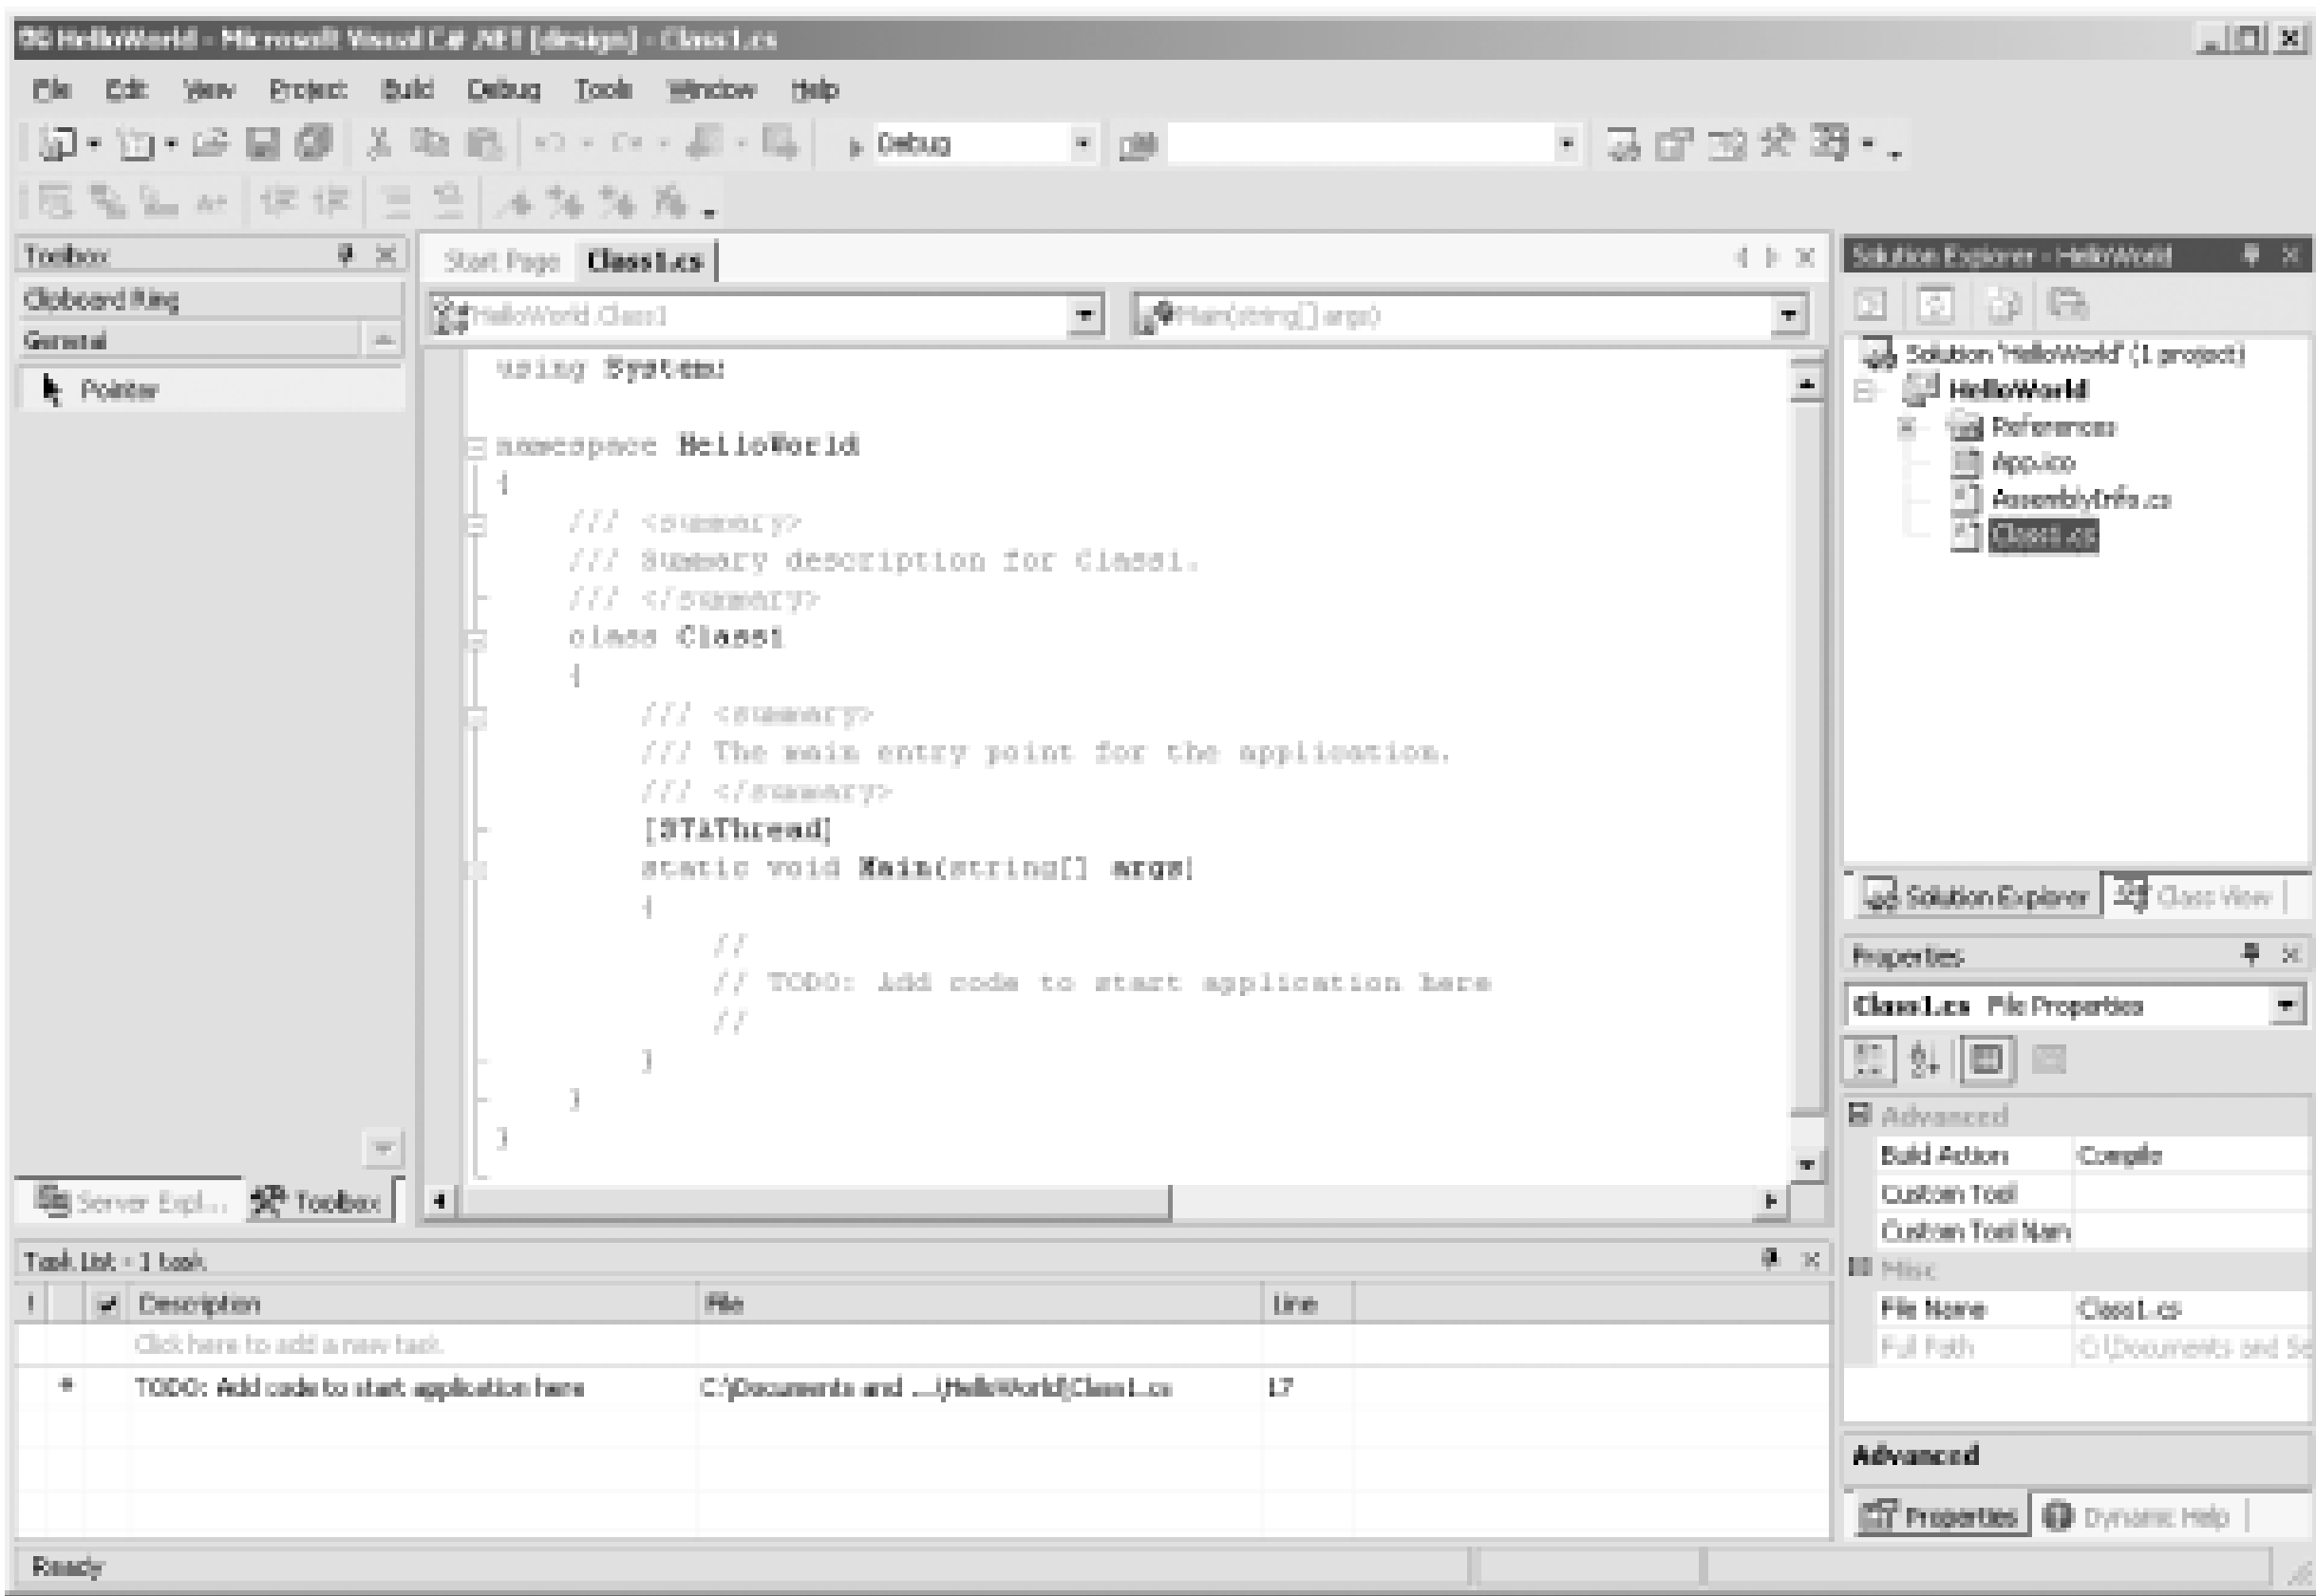 HelloWorld - Microsoft Visual C# .NET [design] - Class1.cs
File Edit View Project Build Debug Tools Window Help
Debug
Toolbox
Clipboard Ring
General
Pointer
Server Expl... Toolbox
Start Page Class1.cs
HelloWorld.Class1 Main(string[] args)
using System;
namespace HelloWorld
{
/// <summary>
/// Summary description for Class1.
/// </summary>
class Class1
{
/// <summary>
/// The main entry point for the application.
/// </summary>
[STAThread]
static void Main(string[] args)
{
//
// TODO: Add code to start application here
//
}
}
}
Solution Explorer - HelloWorld
Solution 'HelloWorld' (1 project)
HelloWorld
References
App.ico
AssemblyInfo.cs
Class1.cs
Solution Explorer Class View
Properties
Class1.cs File Properties
Advanced
Build Action Compile
Custom Tool
Custom Tool Nam
Misc
File Name Class1.cs
Full Path C:\Documents and Se
Advanced
Properties Dynamic Help
Task List - 1 task
! Description File Line
Click here to add a new task
TODO: Add code to start application here C:\Documents and ...\HelloWorld\Class1.cs 17
Ready